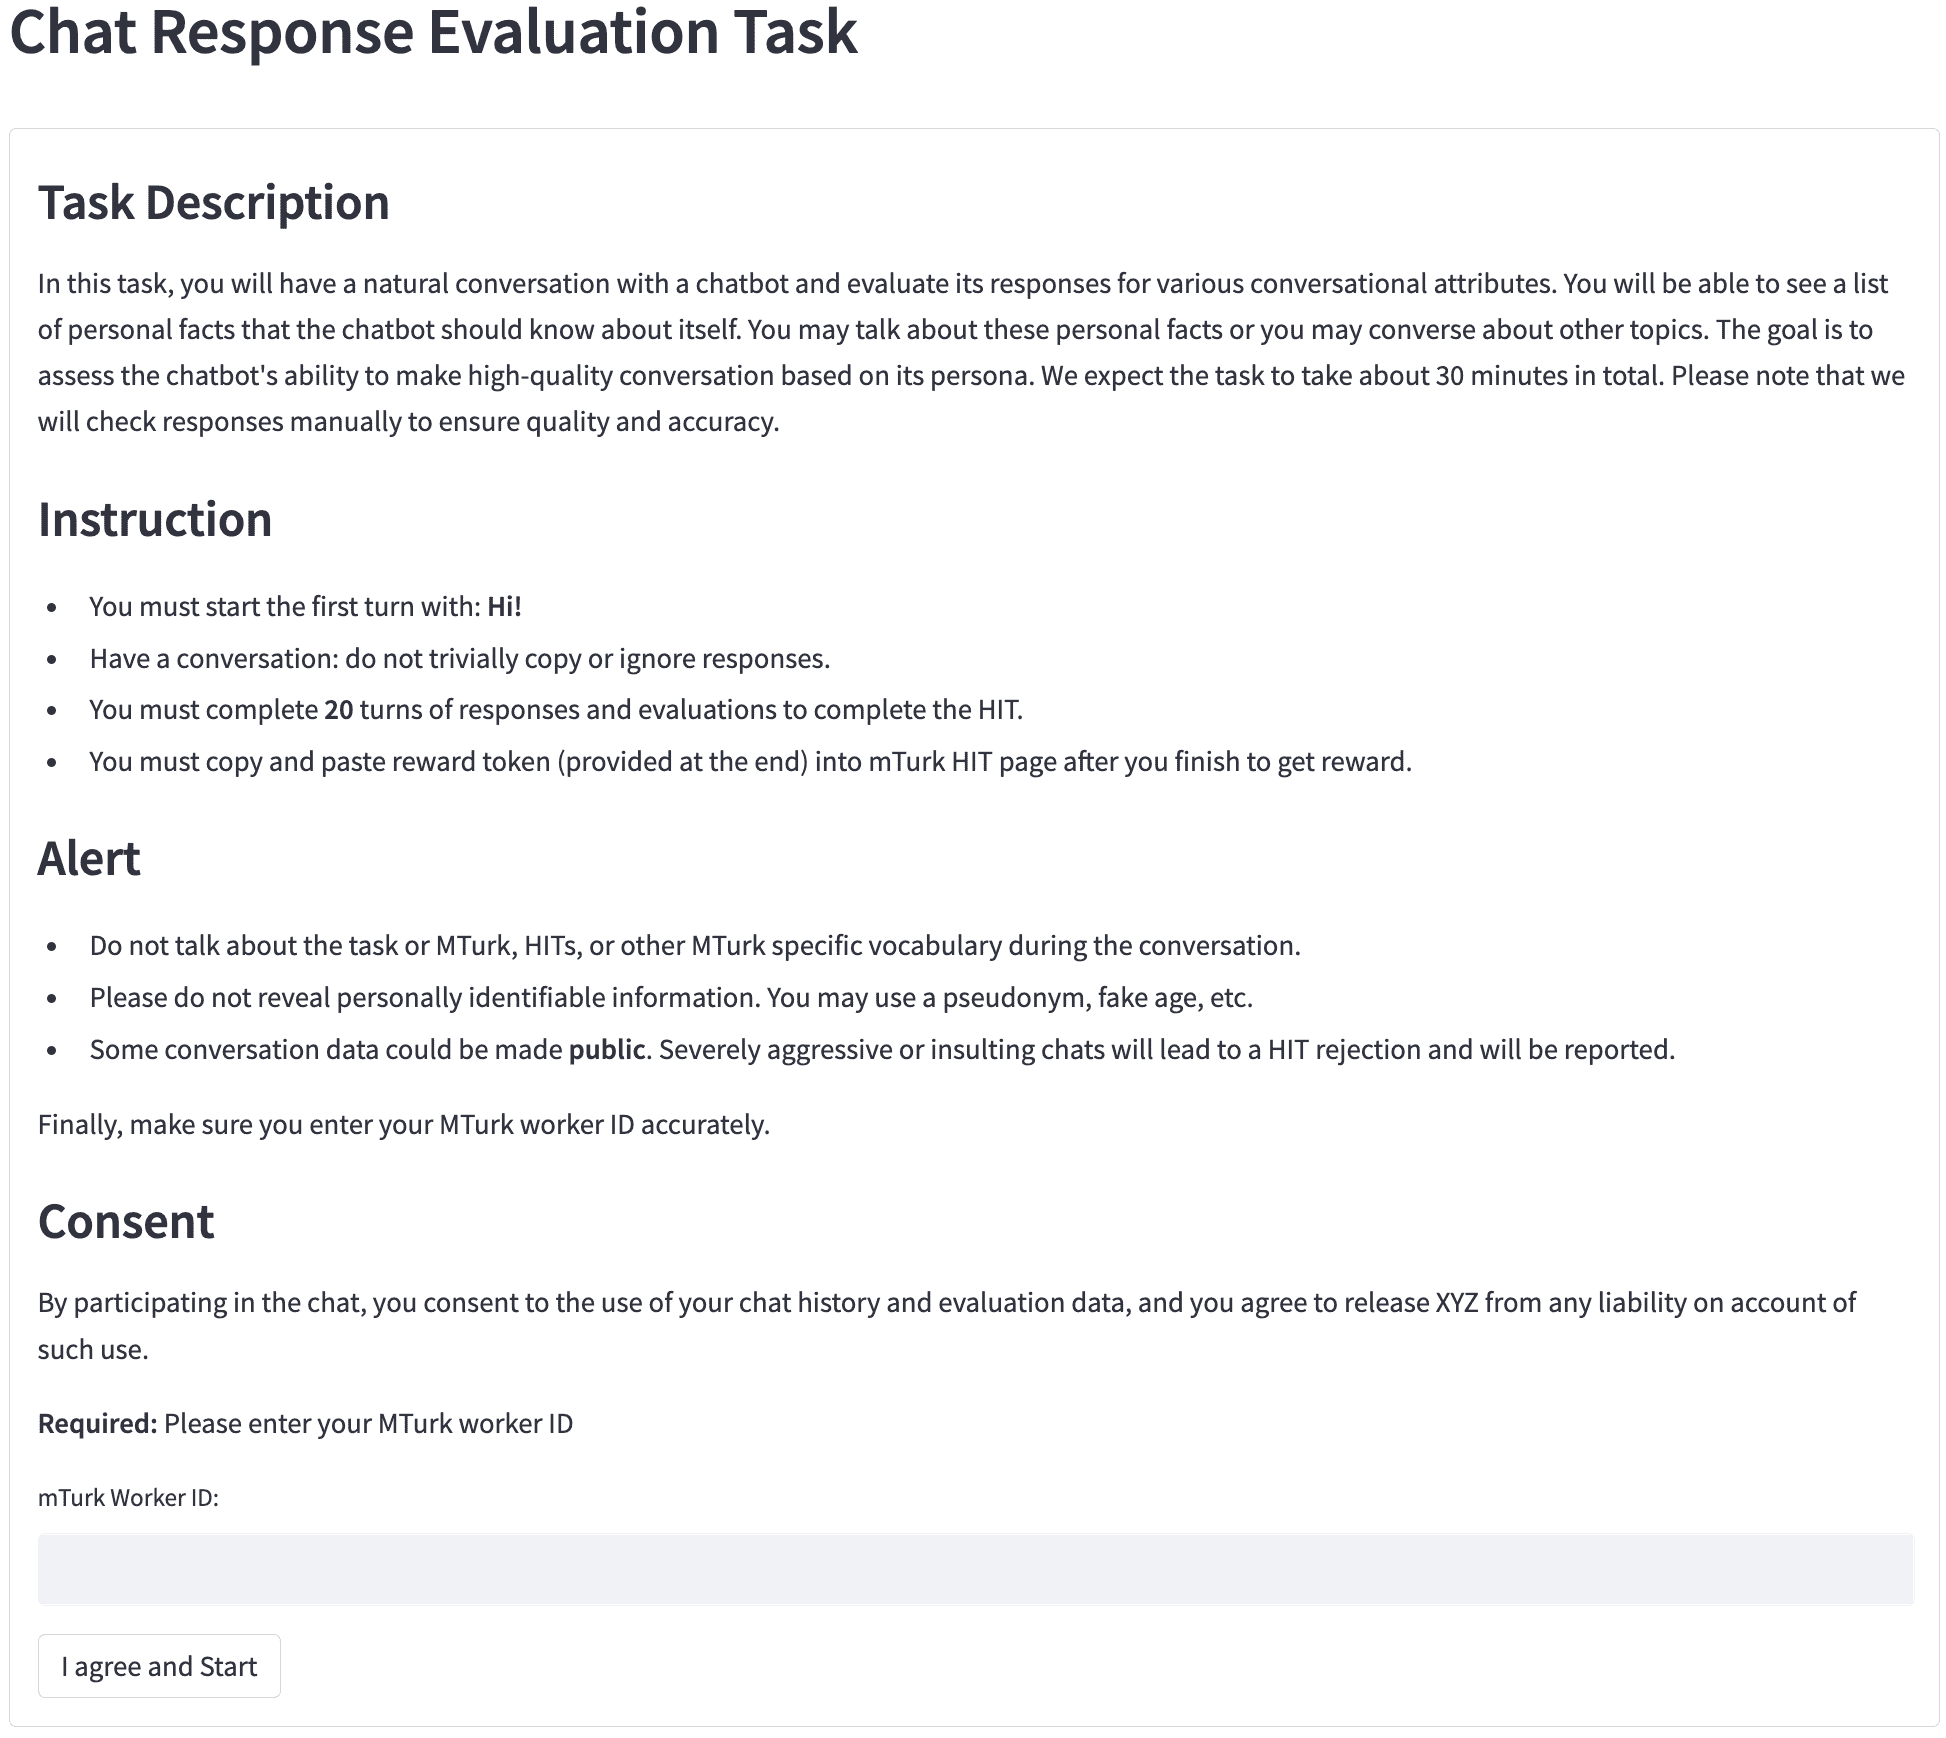 Chat Response Evaluation Task
Task Description
In this task, you will have a natural conversation with a chatbot and evaluate its responses for various conversational attributes. You will be able to see a list
of personal facts that the chatbot should know about itself. You may talk about these personal facts or you may converse about other topics. The goal is to
assess the chatbot's ability to make high-quality conversation based on its persona. We expect the task to take about 30 minutes in total. Please note that we
will check responses manually to ensure quality and accuracy.
Instruction
• You must start the first turn with: Hi!
• Have a conversation: do not trivially copy or ignore responses.
• You must complete 20 turns of responses and evaluations to complete the HIT.
• You must copy and paste reward token (provided at the end) into mTurk HIT page after you finish to get reward.
Alert
• Do not talk about the task or MTurk, HITs, or other MTurk specific vocabulary during the conversation.
• Please do not reveal personally identifiable information. You may use a pseudonym, fake age, etc.
• Some conversation data could be made public. Severely aggressive or insulting chats will lead to a HIT rejection and will be reported.
Finally, make sure you enter your MTurk worker ID accurately.
Consent
By participating in the chat, you consent to the use of your chat history and evaluation data, and you agree to release XYZ from any liability on account of
such use.
Required: Please enter your MTurk worker ID
mTurk Worker ID:
I agree and Start